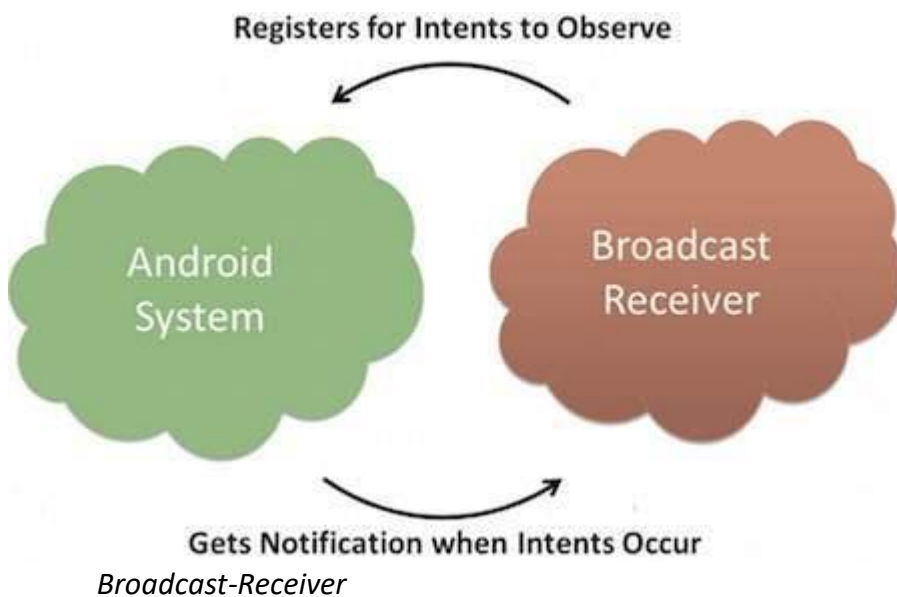 Registers for Intents to Observe
Android
System
Broadcast
Receiver
Gets Notification when Intents Occur
Broadcast-Receiver